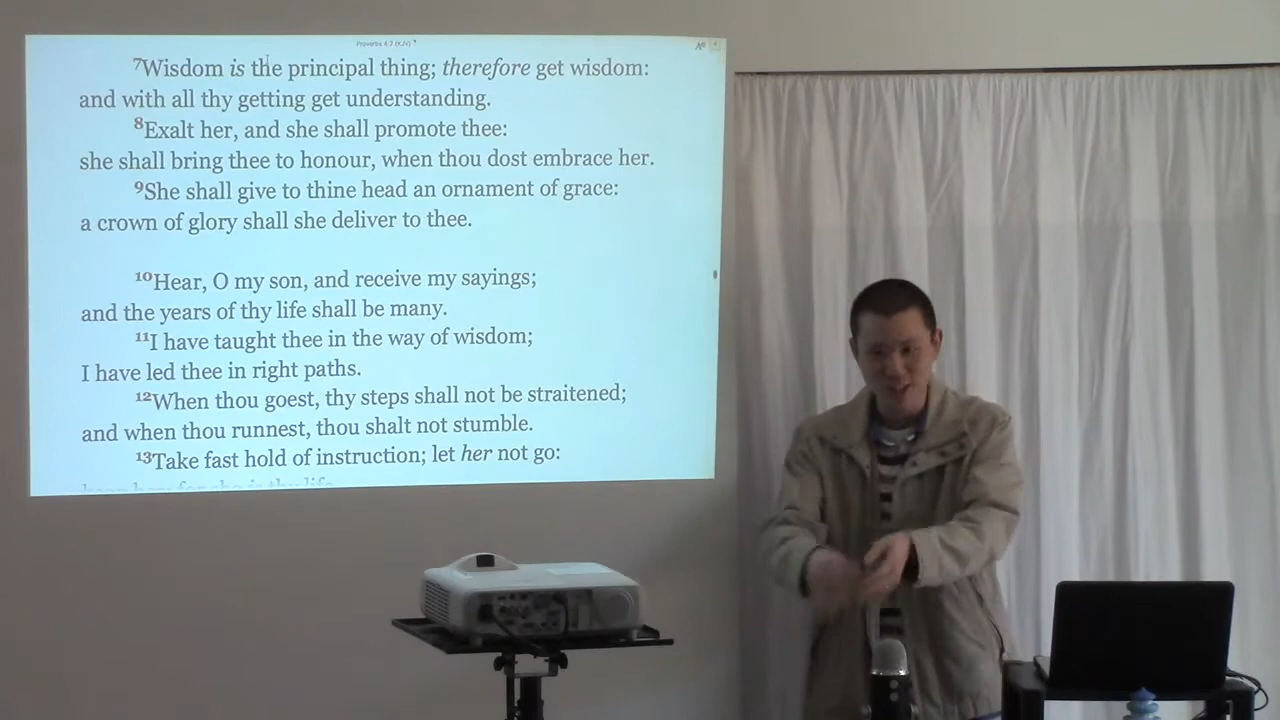 Proverbs 4:7 (KJV)
7Wisdom is the principal thing; therefore get wisdom:
and with all thy getting get understanding.
8Exalt her, and she shall promote thee:
she shall bring thee to honour, when thou dost embrace her.
9She shall give to thine head an ornament of grace:
a crown of glory shall she deliver to thee.
10Hear, O my son, and receive my sayings;
and the years of thy life shall be many.
11I have taught thee in the way of wisdom;
I have led thee in right paths.
12When thou goest, thy steps shall not be straitened;
and when thou runnest, thou shalt not stumble.
13Take fast hold of instruction; let her not go: